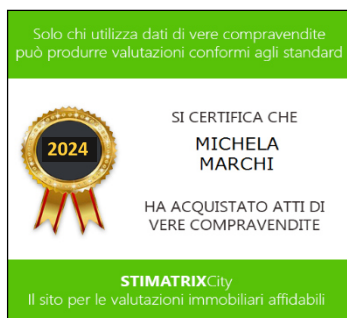 Solo chi utilizza dati di vere compravendite
può produrre valutazioni conformi agli standard
2024
SI CERTIFICA CHE
MICHELA
MARCHI
HA ACQUISTATO ATTI DI
VERE COMPRAVENDITE
STIMATRIXCity
Il sito per le valutazioni immobiliari affidabili